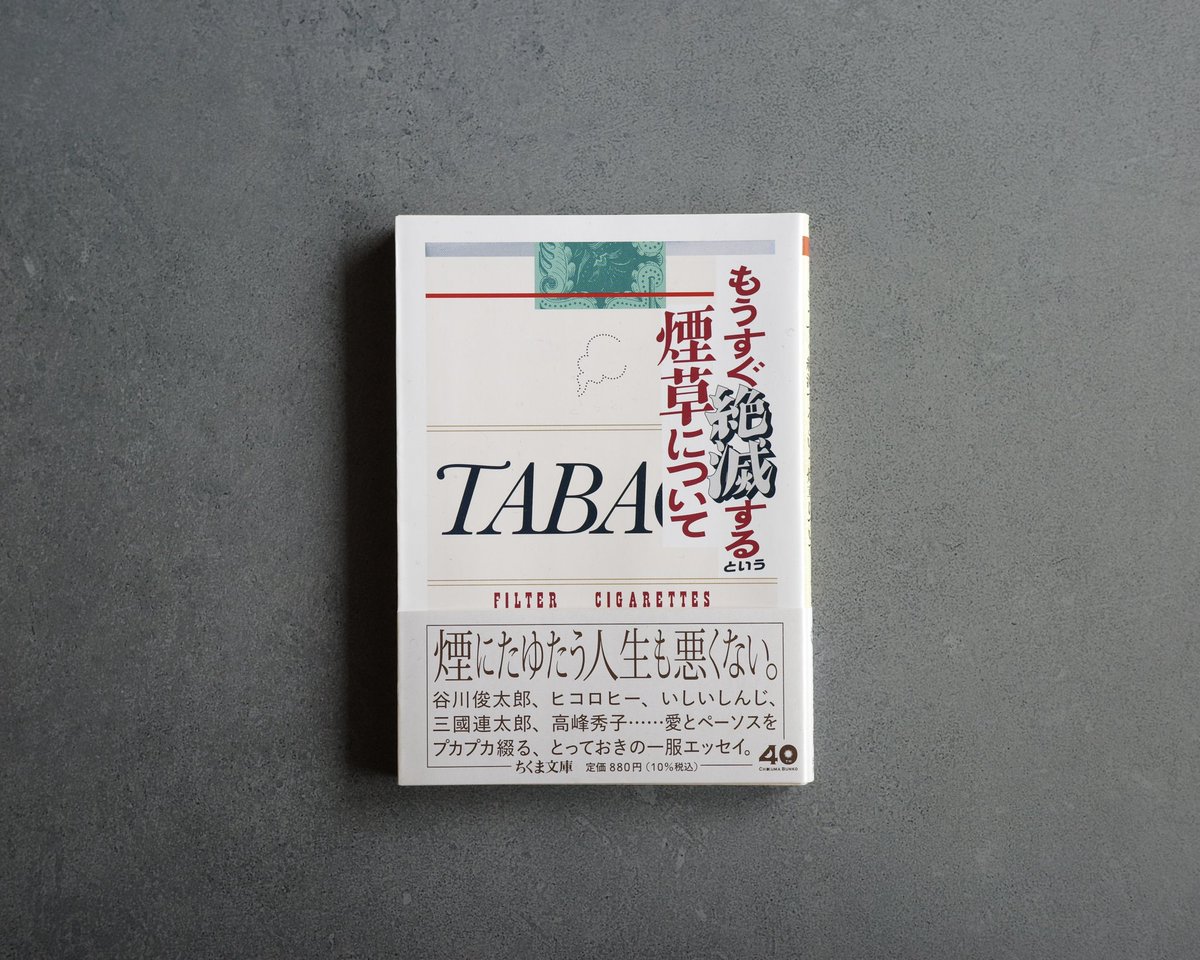 もうすぐ絶滅するという
煙草について
TABA
FILTER CIGARETTES
煙にたゆたう人生も悪くない。
谷川俊太郎、ヒコロヒー、いしいしんじ、
三國連太郎、高峰秀子……愛とペーソスを
プカプカ綴る、とっておきの一服エッセイ。
ちくま文庫 定価880円(10%税込)
40
CHIKUMA BUNKO